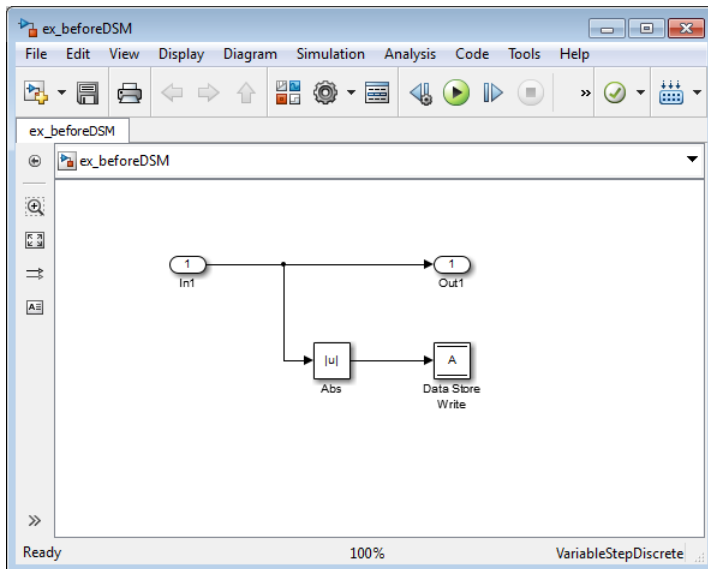 ex_beforeDSM
File Edit View Display Diagram Simulation Analysis Code Tools Help
»
ex_beforeDSM
ex_beforeDSM
1
In1
1
Out1
|u|
Abs
A
Data Store
Write
»
Ready 100% VariableStepDiscrete